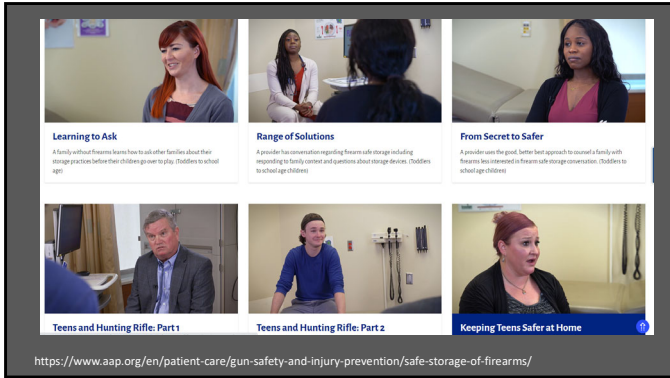 Learning to Ask
A family without firearms learns how to ask other families about their
storage practices before their children go over to play. (Toddlers to school
age)
Range of Solutions
A provider has conversation regarding firearm safe storage including
responding to family context and questions about storage devices. (Toddlers
to school age children)
From Secret to Safer
A provider uses the good, better best approach to counsel a family with
firearms less interested in firearm safe storage conversation. (Toddlers to
school age children)
Teens and Hunting Rifle: Part 1
Teens and Hunting Rifle: Part 2
Keeping Teens Safer at Home
https://www.aap.org/en/patient-care/gun-safety-and-injury-prevention/safe-storage-of-firearms/